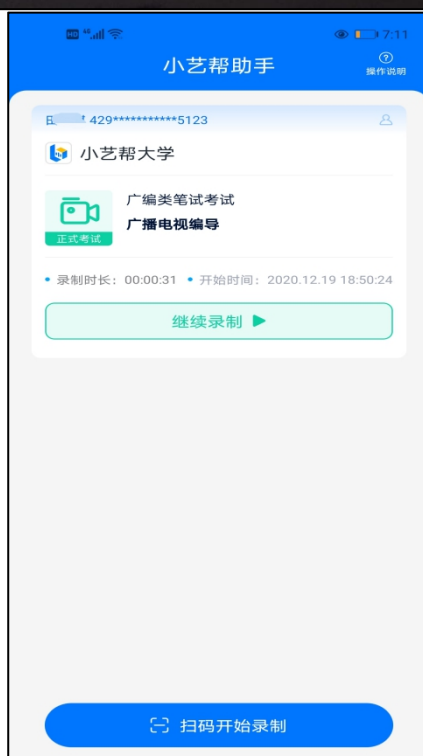 HD 4G 7:11
小艺帮助手
操作说明
429***********5123
小艺帮大学
广编类笔试考试
广播电视编导
正式考试
录制时长：00:00:31 开始时间：2020.12.19 18:50:24
继续录制
扫码开始录制